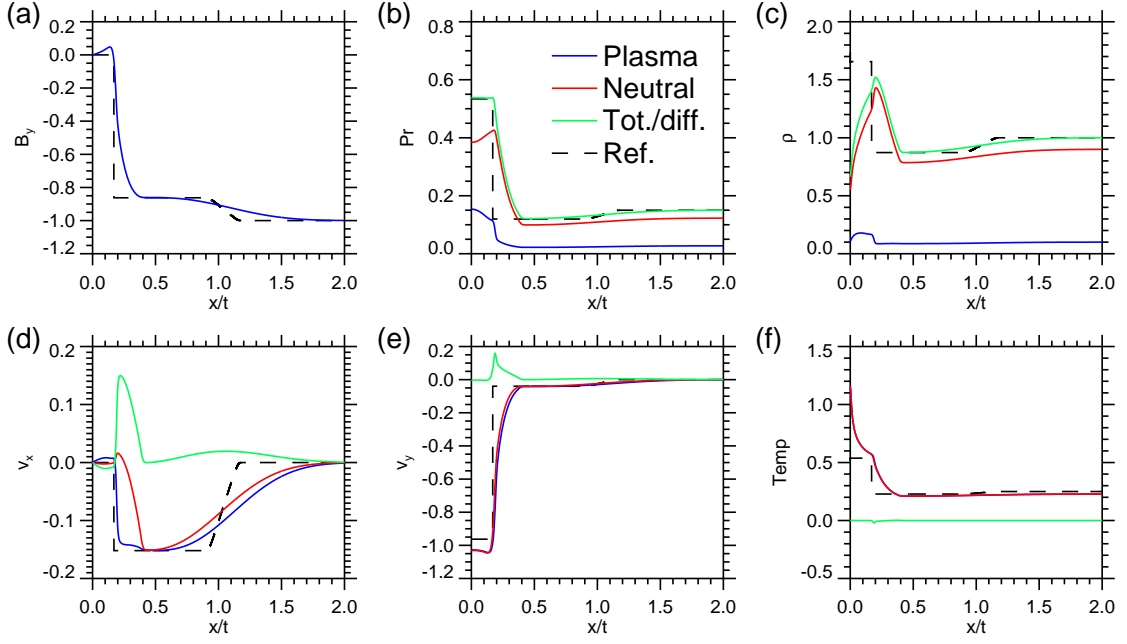 (a)
0.0
-0.2
-0.4
-0.6
-0.8
-1.0
-1.2
B_y
0.0 0.5 1.0 1.5 2.0
x/t
(b)
0.8
0.6
0.4
0.2
0.0
Pr
Plasma
Neutral
Tot./diff.
Ref.
0.0 0.5 1.0 1.5 2.0
x/t
(c)
2.0
1.5
1.0
0.5
0.0
ρ
0.0 0.5 1.0 1.5 2.0
x/t
(d)
0.2
0.1
0.0
-0.1
-0.2
v_x
0.0 0.5 1.0 1.5 2.0
x/t
(e)
0.2
0.0
-0.2
-0.4
-0.6
-0.8
-1.0
-1.2
v_y
0.0 0.5 1.0 1.5 2.0
x/t
(f)
1.5
1.0
0.5
0.0
-0.5
Temp
0.0 0.5 1.0 1.5 2.0
x/t